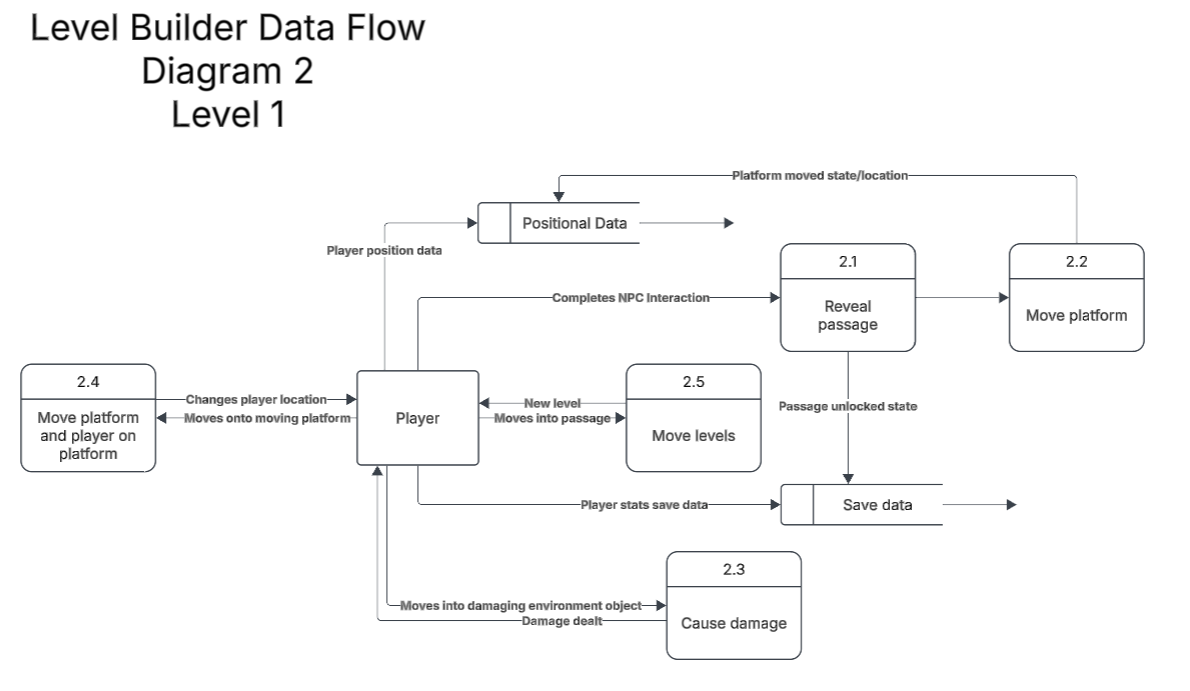 Level Builder Data Flow
Diagram 2
Level 1
Platform moved state/location
Positional Data
Player position data
2.1
Reveal
passage
2.2
Move platform
Completes NPC Interaction
2.4
Move platform
and player on
platform
Changes player location
Moves onto moving platform
Player
New level
Moves into passage
2.5
Move levels
Passage unlocked state
Player stats save data
Save data
2.3
Cause damage
Moves into damaging environment object
Damage dealt